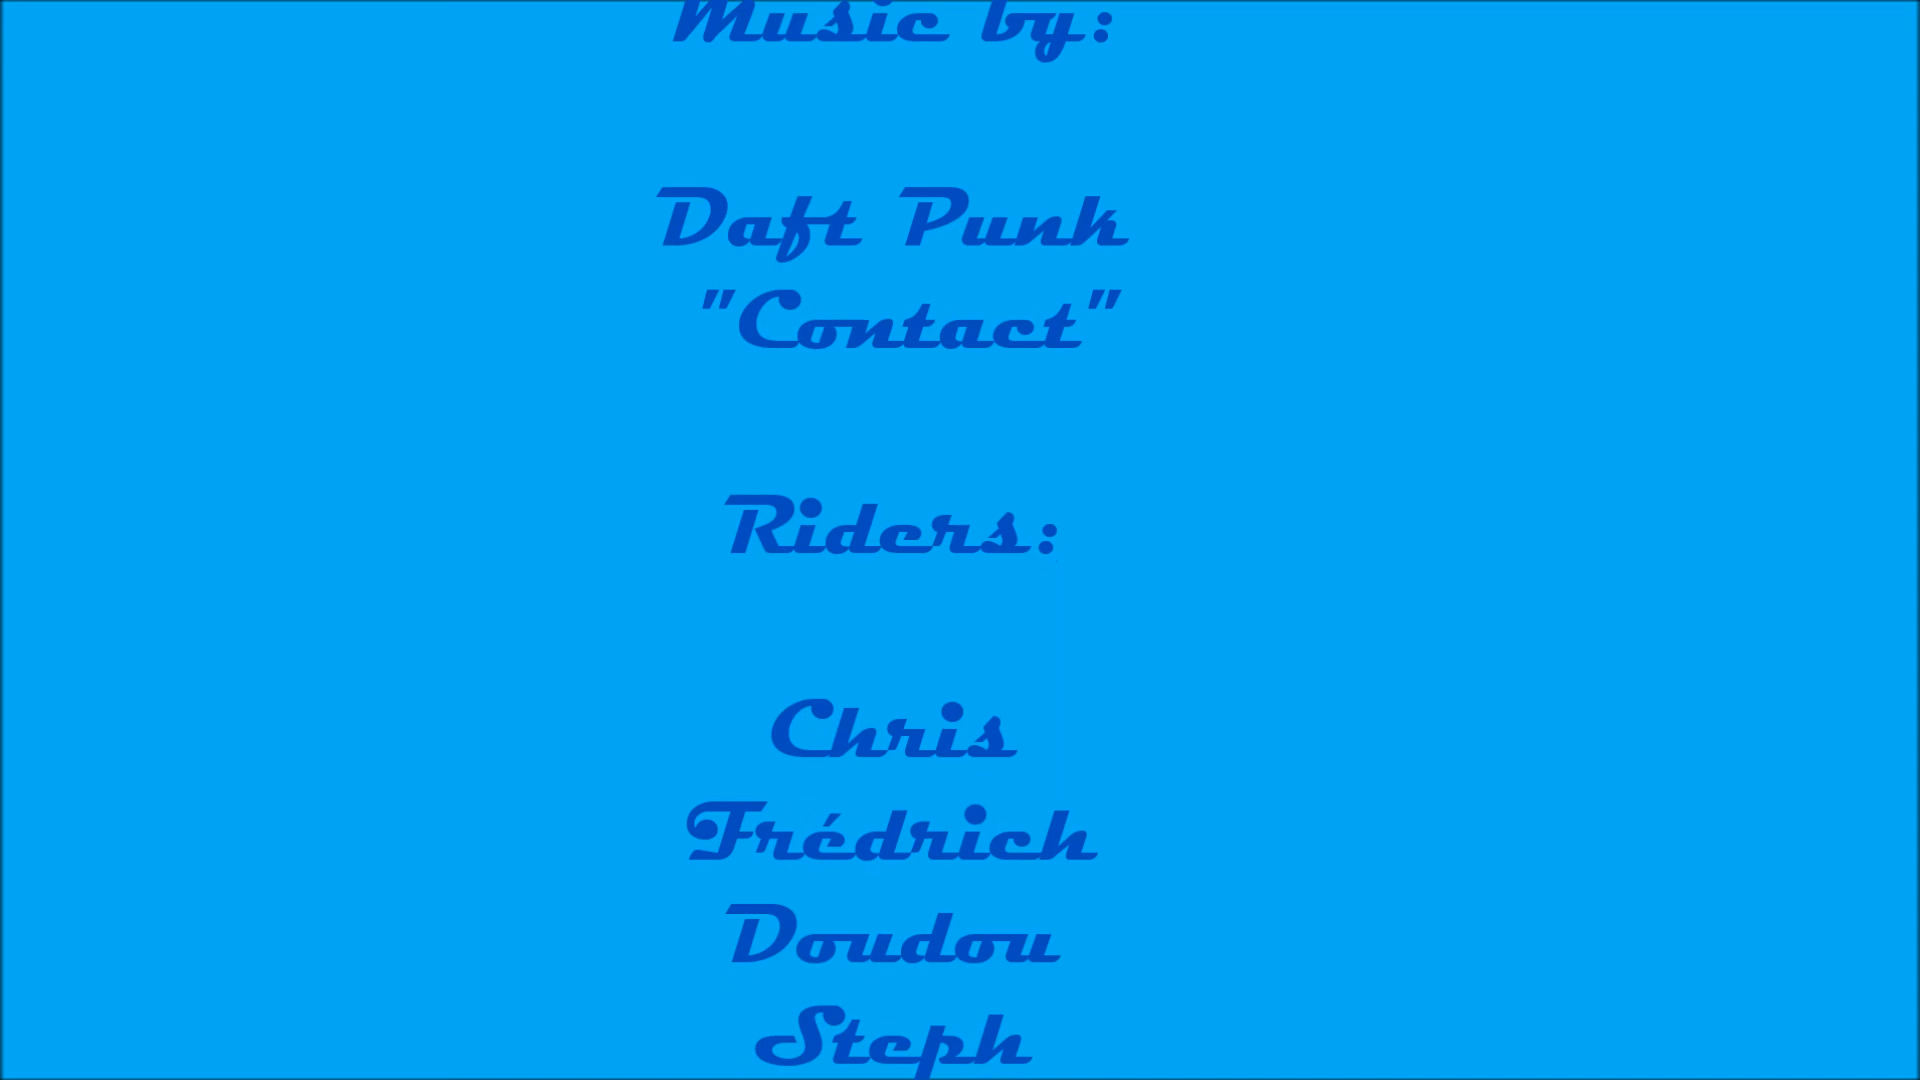 Music by:
Daft Punk
"Contact"
Riders:
Chris
Frédrich
Doudou
Steph